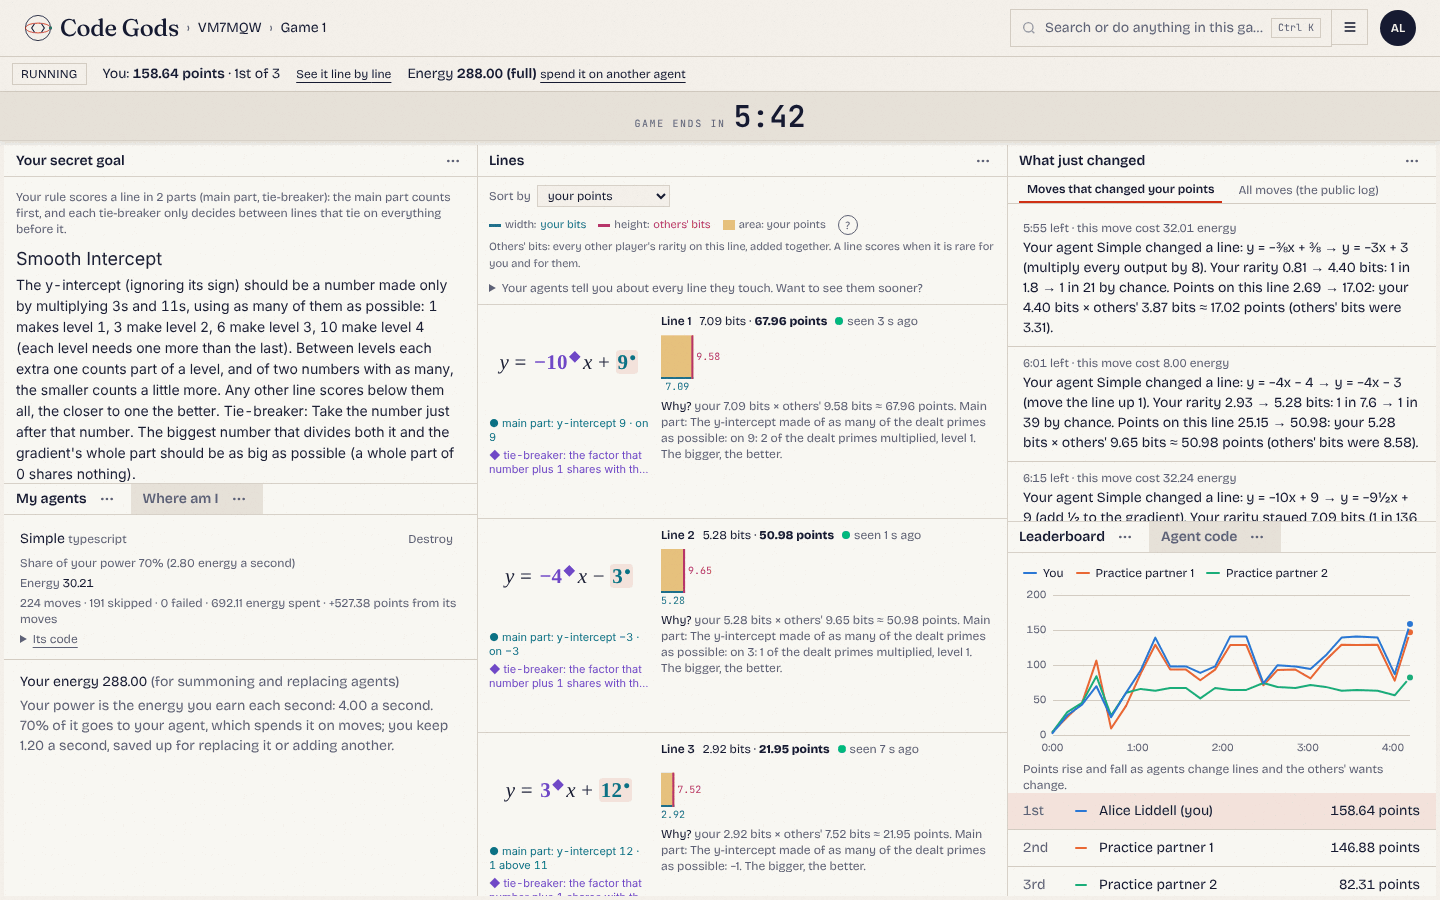 Code Gods › VM7MQW › Game 1
Search or do anything in this ga... Ctrl K ☰ AL
RUNNING You: 158.64 points · 1st of 3 See it line by line Energy 288.00 (full) spend it on another agent
GAME ENDS IN 5:42
Your secret goal ···
Your rule scores a line in 2 parts (main part, tie-breaker): the main part counts
first, and each tie-breaker only decides between lines that tie on everything
before it.
Smooth Intercept
The y-intercept (ignoring its sign) should be a number made only
by multiplying 3s and 11s, using as many of them as possible: 1
makes level 1, 3 make level 2, 6 make level 3, 10 make level 4
(each level needs one more than the last). Between levels each
extra one counts part of a level, and of two numbers with as many,
the smaller counts a little more. Any other line scores below them
all, the closer to one the better. Tie-breaker: Take the number just
after that number. The biggest number that divides both it and the
gradient's whole part should be as big as possible (a whole part of
0 shares nothing).
My agents ··· Where am I ···
Simple typescript Destroy
Share of your power 70% (2.80 energy a second)
Energy 30.21
224 moves · 191 skipped · 0 failed · 692.11 energy spent · +527.38 points from its
moves
▶ Its code
Your energy 288.00 (for summoning and replacing agents)
Your power is the energy you earn each second: 4.00 a second.
70% of it goes to your agent, which spends it on moves; you keep
1.20 a second, saved up for replacing it or adding another.
Lines ···
Sort by your points
width: your bits height: others' bits area: your points ?
Others' bits: every other player's rarity on this line, added together. A line scores when it is rare for
you and for them.
▶ Your agents tell you about every line they touch. Want to see them sooner?
Line 1 7.09 bits · 67.96 points seen 3 s ago
y = −10◆x + 9●
9.58
7.09
● main part: y-intercept 9 · on
9
◆ tie-breaker: the factor that
number plus 1 shares with th...
Why? your 7.09 bits × others' 9.58 bits ≈ 67.96 points. Main
part: The y-intercept made of as many of the dealt primes
as possible: on 9: 2 of the dealt primes multiplied, level 1.
The bigger, the better.
Line 2 5.28 bits · 50.98 points seen 1 s ago
y = −4◆x − 3●
9.65
5.28
● main part: y-intercept −3 ·
on −3
◆ tie-breaker: the factor that
number plus 1 shares with th...
Why? your 5.28 bits × others' 9.65 bits ≈ 50.98 points. Main
part: The y-intercept made of as many of the dealt primes
as possible: on 3: 1 of the dealt primes multiplied, level 1.
The bigger, the better.
Line 3 2.92 bits · 21.95 points seen 7 s ago
y = 3◆x + 12●
7.52
2.92
● main part: y-intercept 12 ·
1 above 11
◆ tie-breaker: the factor that
Why? your 2.92 bits × others' 7.52 bits ≈ 21.95 points. Main
part: The y-intercept made of as many of the dealt primes
as possible: −1. The bigger, the better.
What just changed ···
Moves that changed your points All moves (the public log)
5:55 left · this move cost 32.01 energy
Your agent Simple changed a line: y = −⅜x + ⅜ → y = −3x + 3
(multiply every output by 8). Your rarity 0.81 → 4.40 bits: 1 in
1.8 → 1 in 21 by chance. Points on this line 2.69 → 17.02: your
4.40 bits × others' 3.87 bits ≈ 17.02 points (others' bits were
3.31).
6:01 left · this move cost 8.00 energy
Your agent Simple changed a line: y = −4x − 4 → y = −4x − 3
(move the line up 1). Your rarity 2.93 → 5.28 bits: 1 in 7.6 → 1 in
39 by chance. Points on this line 25.15 → 50.98: your 5.28
bits × others' 9.65 bits ≈ 50.98 points (others' bits were 8.58).
6:15 left · this move cost 32.24 energy
Your agent Simple changed a line: y = −10x + 9 → y = −9½x +
9 (add ½ to the gradient). Your rarity stayed 7.09 bits (1 in 136
Leaderboard ··· Agent code ···
You Practice partner 1 Practice partner 2
200
150
100
50
0
0:00 1:00 2:00 3:00 4:00
Points rise and fall as agents change lines and the others' wants
change.
1st Alice Liddell (you) 158.64 points
2nd Practice partner 1 146.88 points
3rd Practice partner 2 82.31 points